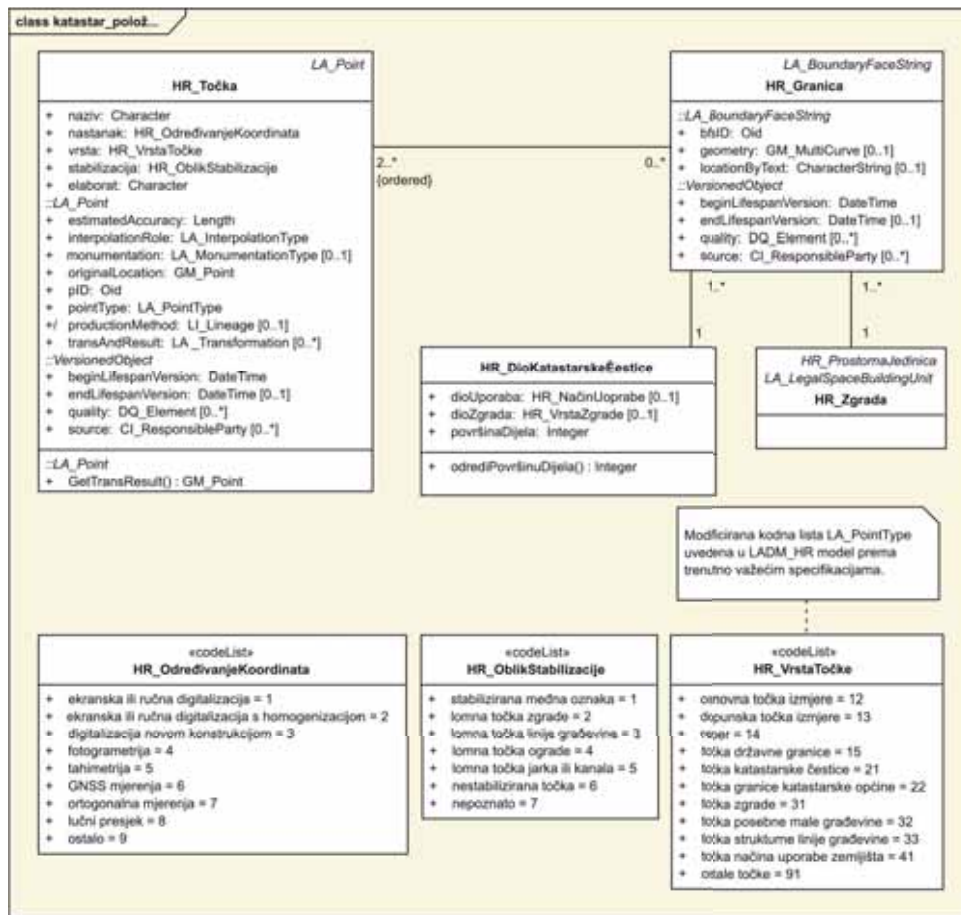 class katastar_polož...
LA_Point
HR_Točka
+ naziv: Character
+ nastanak: HR_OdređivanjeKoordinata
+ vrsta: HR_VrstaTočke
+ stabilizacija: HR_OblikStabilizacije
+ elaborat: Character
::LA_Point
+ estimatedAccuracy: Length
+ interpolationRole: LA_InterpolationType
+ monumentation: LA_MonumentationType [0..1]
+ originalLocation: GM_Point
+ pID: Oid
+ pointType: LA_PointType
+/ productionMethod: LI_Lineage [0..1]
+ transAndResult: LA _Transformation [0..*]
::VersionedObject
+ beginLifespanVersion: DateTime
+ endLifespanVersion: DateTime [0..1]
+ quality: DQ_Element [0..*]
+ source: CI_ResponsibleParty [0..*]
::LA_Point
+ GetTransResult() : GM_Point
2..*
{ordered}
0..*
LA_BoundaryFaceString
HR_Granica
::LA_BoundaryFaceString
+ bfsID: Oid
+ geometry: GM_MultiCurve [0..1]
+ locationByText: CharacterString [0..1]
::VersionedObject
+ beginLifespanVersion: DateTime
+ endLifespanVersion: DateTime [0..1]
+ quality: DQ_Element [0..*]
+ source: CI_ResponsibleParty [0..*]
1..*
1..*
1
1
HR_DioKatastarskeČestice
+ dioUporaba: HR_NačinUoprabe [0..1]
+ dioZgrada: HR_VrstaZgrade [0..1]
+ površinaDijela: Integer
+ odrediPovršinuDijela() : Integer
HR_ProstornaJedinica
LA_LegalSpaceBuildingUnit
HR_Zgrada
Modificirana kodna lista LA_PointType
uvedena u LADM_HR model prema
trenutno važećim specifikacijama.
«codeList»
HR_OdređivanjeKoordinata
+ ekranska ili ručna digitalizacija = 1
+ ekranska ili ručna digitalizacija s homogenizacijom = 2
+ digitalizacija novom konstrukcijom = 3
+ fotogrametrija = 4
+ tahimetrija = 5
+ GNSS mjerenja = 6
+ ortogonalna mjerenja = 7
+ lučni presjek = 8
+ ostalo = 9
«codeList»
HR_OblikStabilizacije
+ stabilizirana međna oznaka = 1
+ lomna točka zgrade = 2
+ lomna točka linije građevine = 3
+ lomna točka ograde = 4
+ lomna točka jarka ili kanala = 5
+ nestabilizirana točka = 6
+ nepoznato = 7
«codeList»
HR_VrstaTočke
+ osnovna točka izmjere = 12
+ dopunska točka izmjere = 13
+ reper = 14
+ točka državne granice = 15
+ točka katastarske čestice = 21
+ točka granice katastarske općine = 22
+ točka zgrade = 31
+ točka posebne male građevine = 32
+ točka strukturne linije građevine = 33
+ točka načina uporabe zemljišta = 41
+ ostale točke = 91